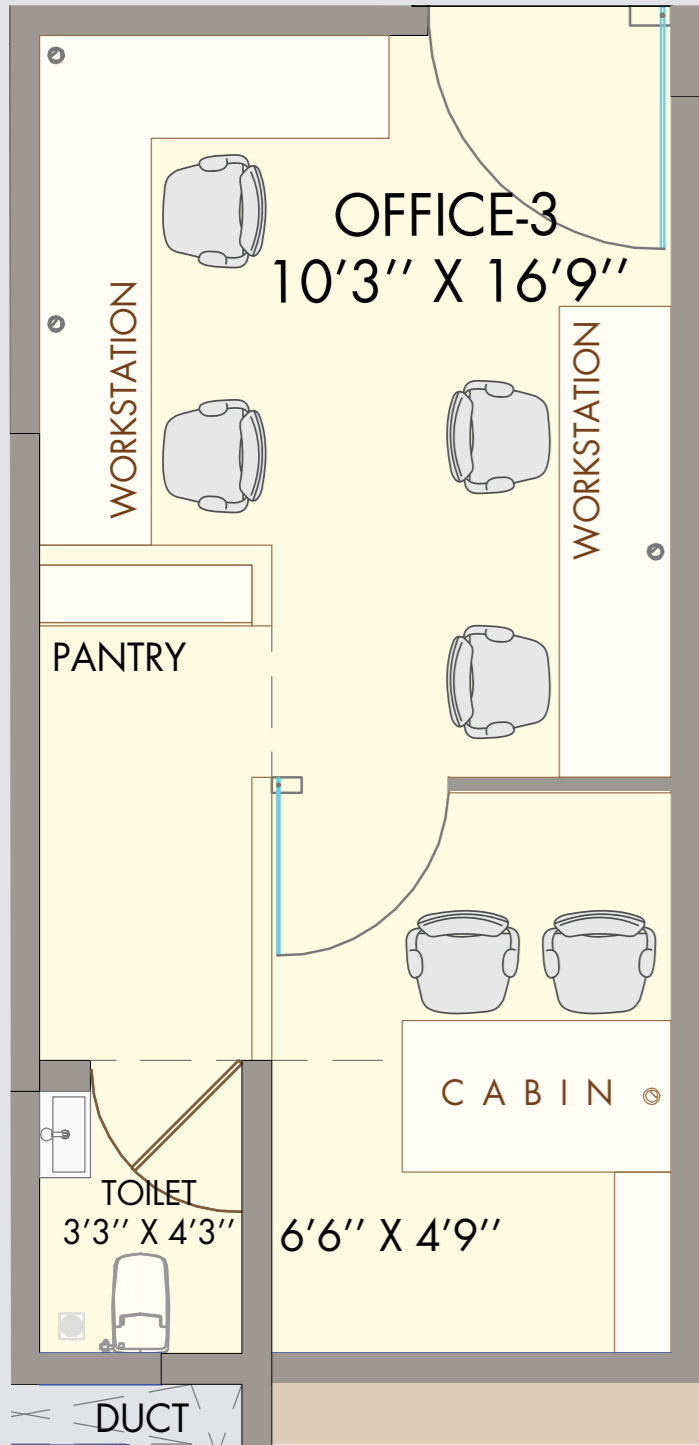 OFFICE-3
10'3'' X 16'9''
WORKSTATION
WORKSTATION
PANTRY
CABIN
TOILET
3'3'' X 4'3''
6'6'' X 4'9''
DUCT